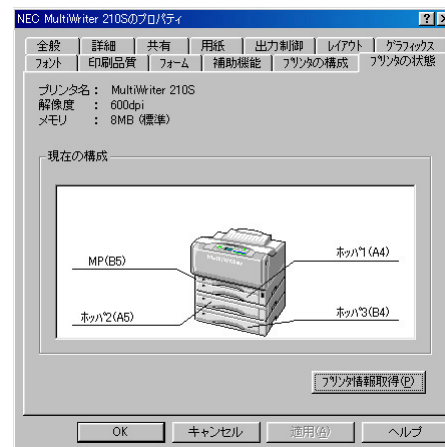 NEC MultiWriter 210Sのプロパティ
全般 詳細 共有 用紙 出力制御 レイアウト グラフィックス
フォント 印刷品質 フォーム 補助機能 プリンタの構成 プリンタの状態
プリンタ名： MultiWriter 210S
解像度 ： 600dpi
メモリ ： 8MB (標準)
現在の構成
MP(B5)
ホッパ1(A4)
ホッパ2(A5)
ホッパ3(B4)
プリンタ情報取得(P)
OK キャンセル 適用(A) ヘルプ